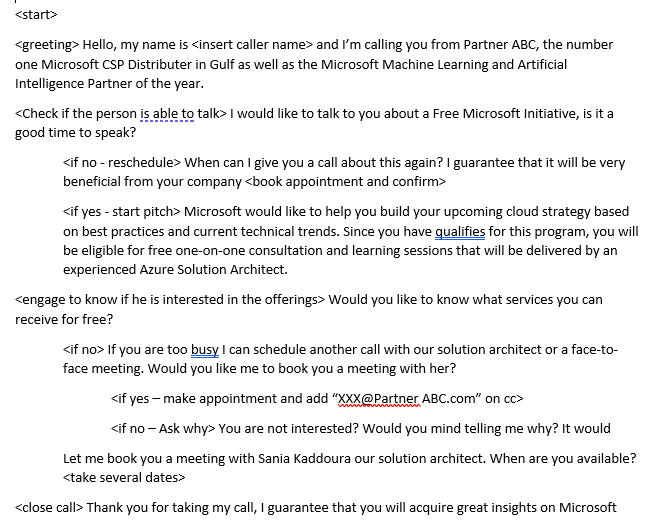 <start>
<greeting> Hello, my name is <insert caller name> and I'm calling you from Partner ABC, the number
one Microsoft CSP Distributer in Gulf as well as the Microsoft Machine Learning and Artificial
Intelligence Partner of the year.
<Check if the person is able to talk> I would like to talk to you about a Free Microsoft Initiative, is it a
good time to speak?
<if no - reschedule> When can I give you a call about this again? I guarantee that it will be very
beneficial from your company <book appointment and confirm>
<if yes - start pitch> Microsoft would like to help you build your upcoming cloud strategy based
on best practices and current technical trends. Since you have qualifies for this program, you will
be eligible for free one-on-one consultation and learning sessions that will be delivered by an
experienced Azure Solution Architect.
<engage to know if he is interested in the offerings> Would you like to know what services you can
receive for free?
<if no> If you are too busy I can schedule another call with our solution architect or a face-to-
face meeting. Would you like me to book you a meeting with her?
<if yes – make appointment and add “XXX@Partner ABC.com” on cc>
<if no – Ask why> You are not interested? Would you mind telling me why? It would
Let me book you a meeting with Sania Kaddoura our solution architect. When are you available?
<take several dates>
<close call> Thank you for taking my call, I guarantee that you will acquire great insights on Microsoft